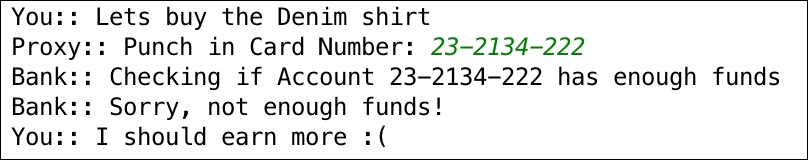 You:: Lets buy the Denim shirt
Proxy:: Punch in Card Number: 23-2134-222
Bank:: Checking if Account 23-2134-222 has enough funds
Bank:: Sorry, not enough funds!
You:: I should earn more :(